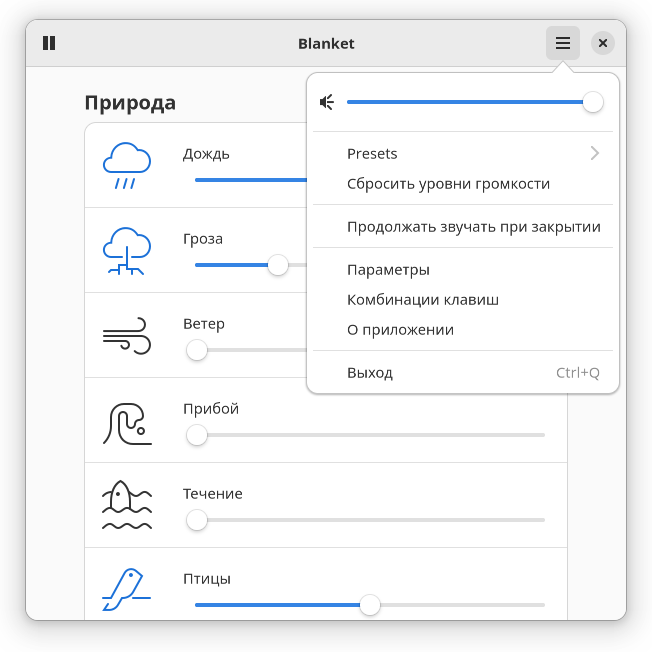 Blanket
Природа
Дождь
Гроза
Ветер
Прибой
Течение
Птицы
Presets
Сбросить уровни громкости
Продолжать звучать при закрытии
Параметры
Комбинации клавиш
О приложении
Выход Ctrl+Q